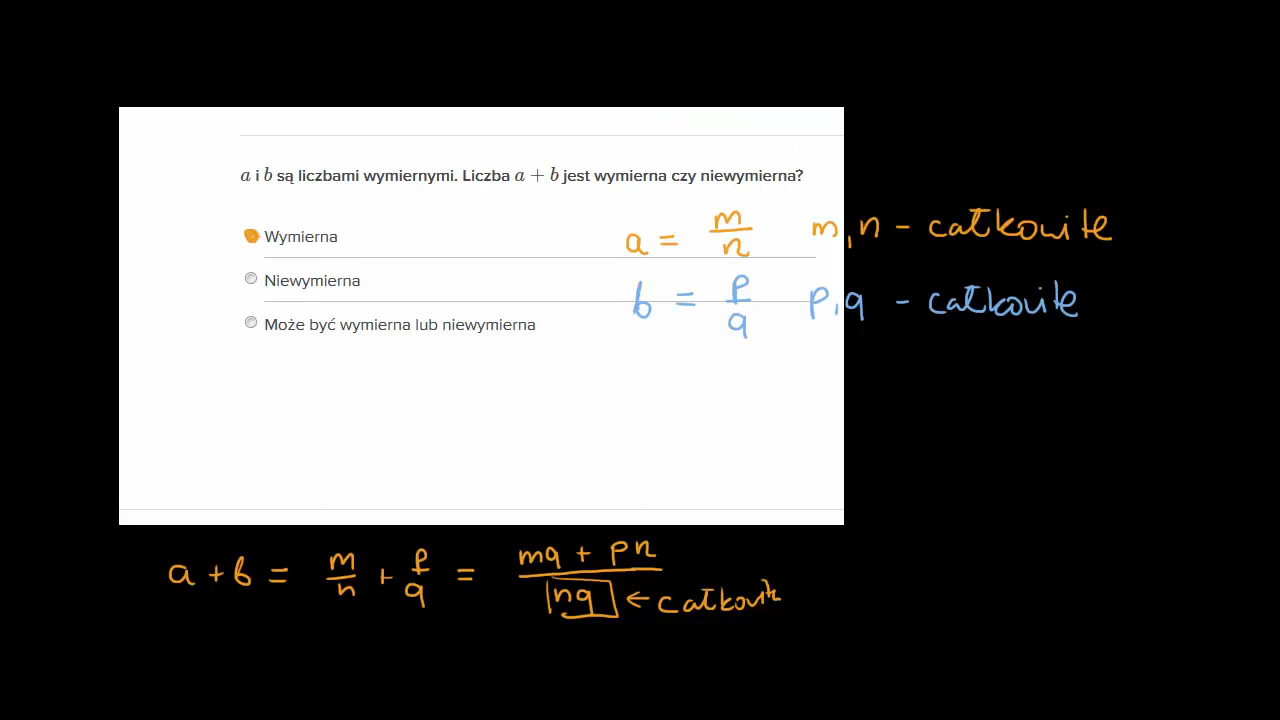 a i b są liczbami wymiernymi. Liczba a + b jest wymierna czy niewymierna?
Wymierna
a = m/n m,n - całkowite
Niewymierna
b = p/q p,q - całkowite
Może być wymierna lub niewymierna
a + b = m/n + p/q = (mq + pn)/nq ← całkowite